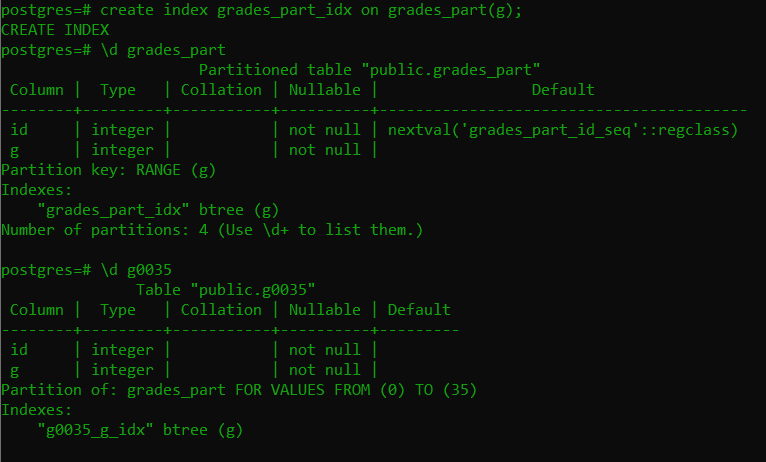 postgres=# create index grades_part_idx on grades_part(g);
CREATE INDEX
postgres=# \d grades_part
                    Partitioned table "public.grades_part"
 Column |  Type   | Collation | Nullable |                 Default
--------+---------+-----------+----------+-----------------------------------------
 id     | integer |           | not null | nextval('grades_part_id_seq'::regclass)
 g      | integer |           | not null |
Partition key: RANGE (g)
Indexes:
    "grades_part_idx" btree (g)
Number of partitions: 4 (Use \d+ to list them.)

postgres=# \d g0035
               Table "public.g0035"
 Column |  Type   | Collation | Nullable | Default
--------+---------+-----------+----------+---------
 id     | integer |           | not null |
 g      | integer |           | not null |
Partition of: grades_part FOR VALUES FROM (0) TO (35)
Indexes:
    "g0035_g_idx" btree (g)